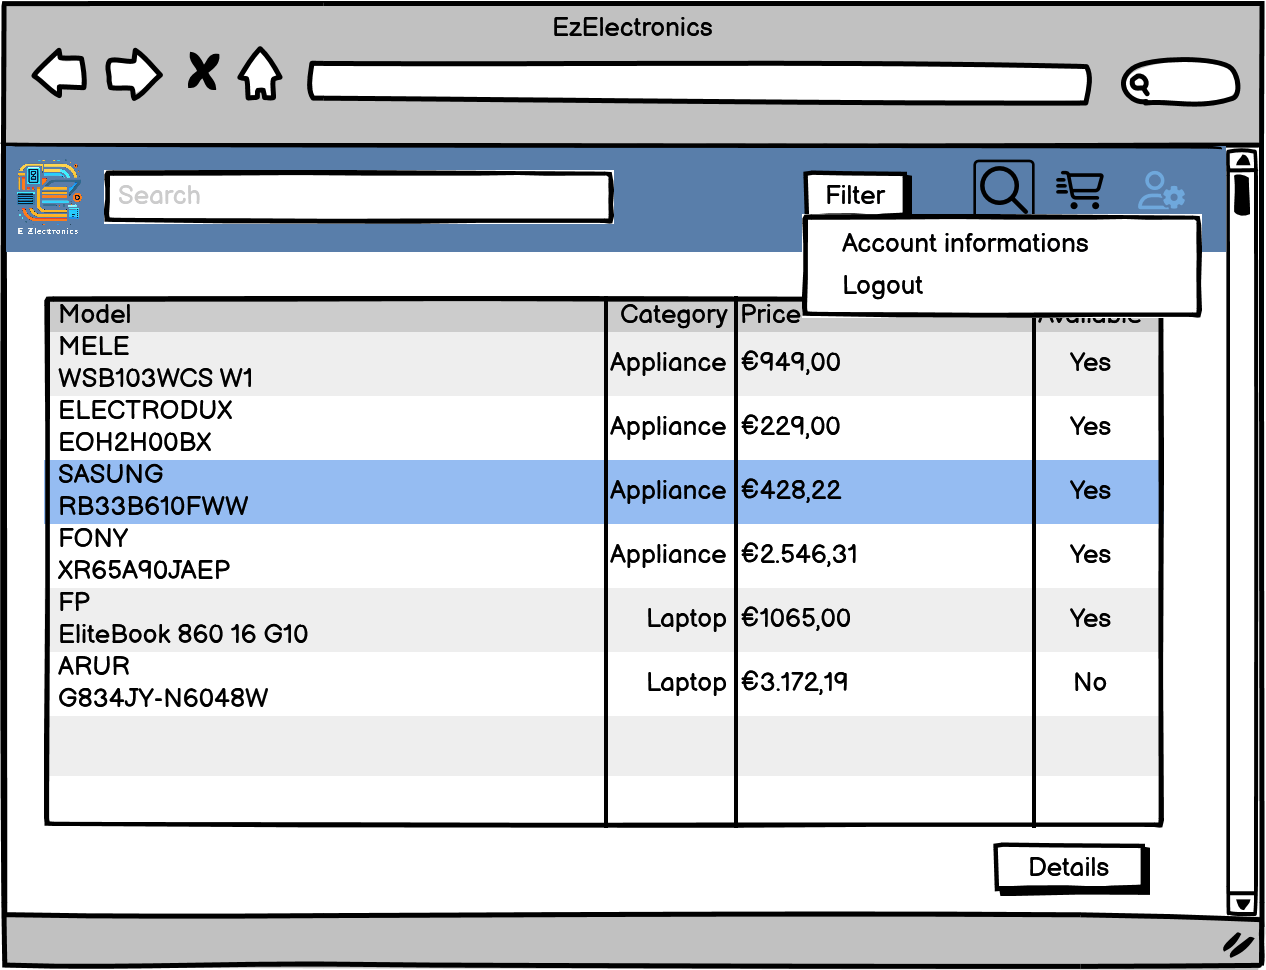 EzElectronics
Search
Filter
E Zlectronics
Account informations
Logout
Model Category Price Available
MELE
WSB103WCS W1 Appliance €949,00 Yes
ELECTRODUX
EOH2H00BX Appliance €229,00 Yes
SASUNG
RB33B610FWW Appliance €428,22 Yes
FONY
XR65A90JAEP Appliance €2.546,31 Yes
FP
EliteBook 860 16 G10 Laptop €1065,00 Yes
ARUR
G834JY-N6048W Laptop €3.172,19 No
Details